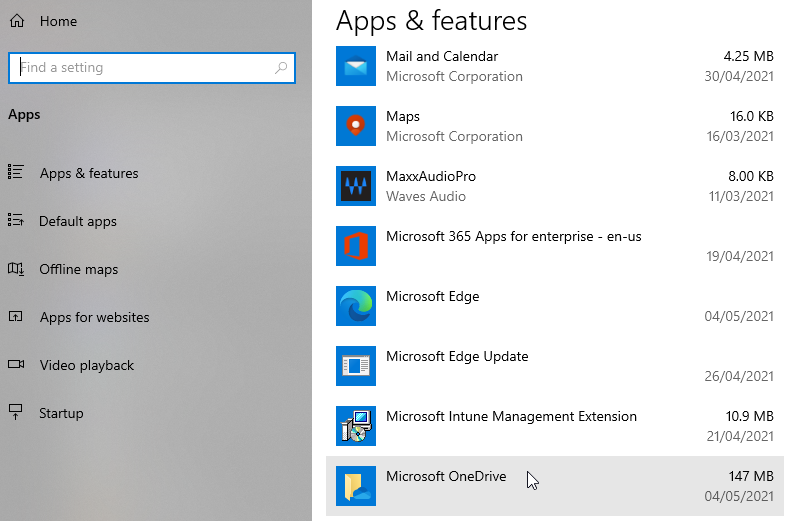 Home
Find a setting
Apps
Apps & features
Default apps
Offline maps
Apps for websites
Video playback
Startup
Apps & features
Mail and Calendar 4.25 MB
Microsoft Corporation 30/04/2021
Maps 16.0 KB
Microsoft Corporation 16/03/2021
MaxxAudioPro 8.00 KB
Waves Audio 11/03/2021
Microsoft 365 Apps for enterprise - en-us
19/04/2021
Microsoft Edge
04/05/2021
Microsoft Edge Update
26/04/2021
Microsoft Intune Management Extension 10.9 MB
21/04/2021
Microsoft OneDrive 147 MB
04/05/2021